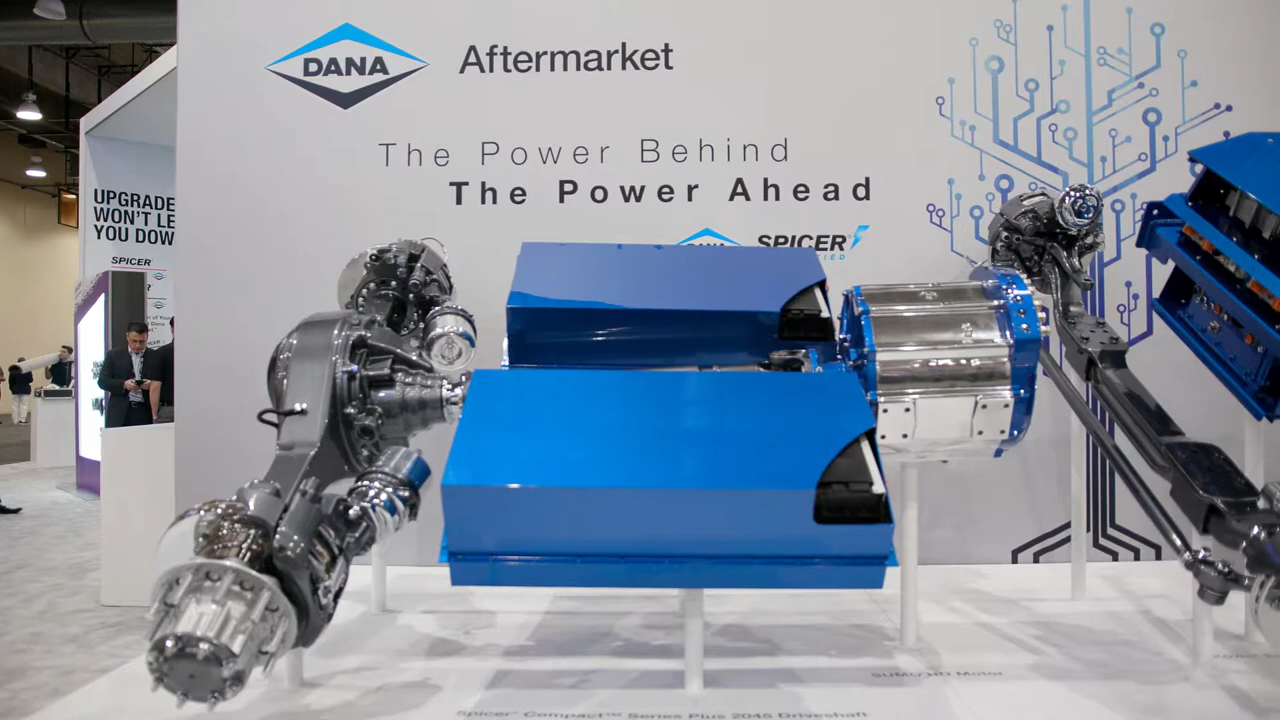 DANA Aftermarket
The Power Behind
The Power Ahead
SPICER
UPGRADE
WON'T LE
YOU DOW
SPICER
SUMO HD Motor
Spicer® Compact™ Series Plus 2045 Driveshaft